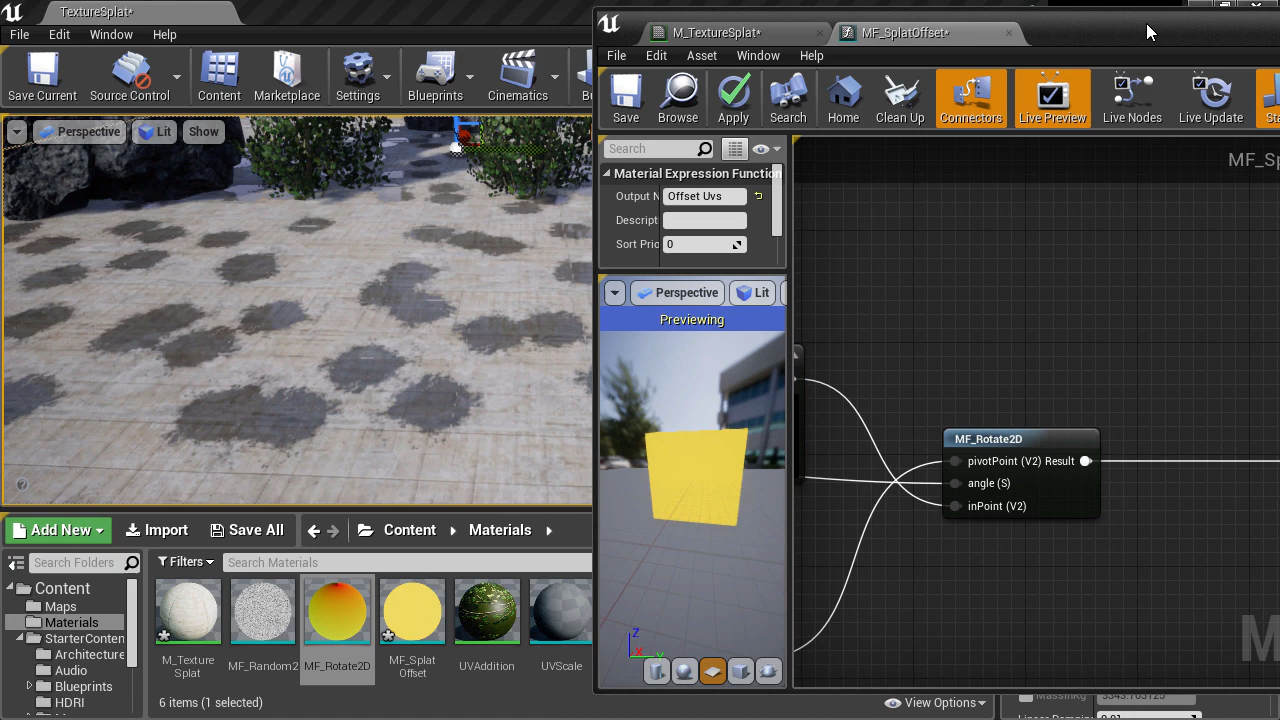 TextureSplat*
File Edit Window Help
Save Current Source Control Content Marketplace Settings Blueprints Cinematics
Perspective Lit Show
Add New Import Save All Content Materials
Search Folders
Content
Maps
Materials
StarterConten
Architecture
Audio
Blueprints
HDRI
Filters Search Materials
M_Texture Splat
MF_Random2
MF_Rotate2D
MF_Splat Offset
UVAddition
UVScale
6 items (1 selected)
View Options
M_TextureSplat*
MF_SplatOffset*
File Edit Asset Window Help
Save Browse Apply Search Home Clean Up Connectors Live Preview Live Nodes Live Update
Search
Material Expression Function
Output N Offset Uvs
Descript
Sort Prio 0
Perspective Lit
Previewing
Z
X
MF_Sp
MF_Rotate2D
pivotPoint (V2) Result
angle (S)
inPoint (V2)
M